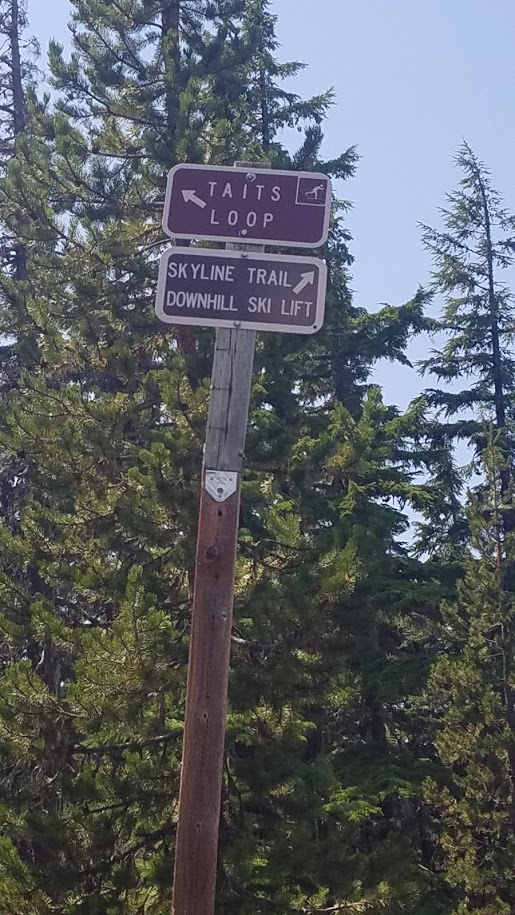 TAITS
LOOP
SKYLINE TRAIL
DOWNHILL SKI LIFT